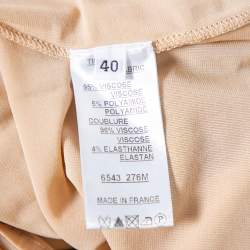 40
95% VISCOSE
VISCOSE
5% POLYAMIDE
POLYAMIDE
DOUBLURE
96% VISCOSE
VISCOSE
4% ELASTHANNE
ELASTAN
6543 276M
MADE IN FRANCE